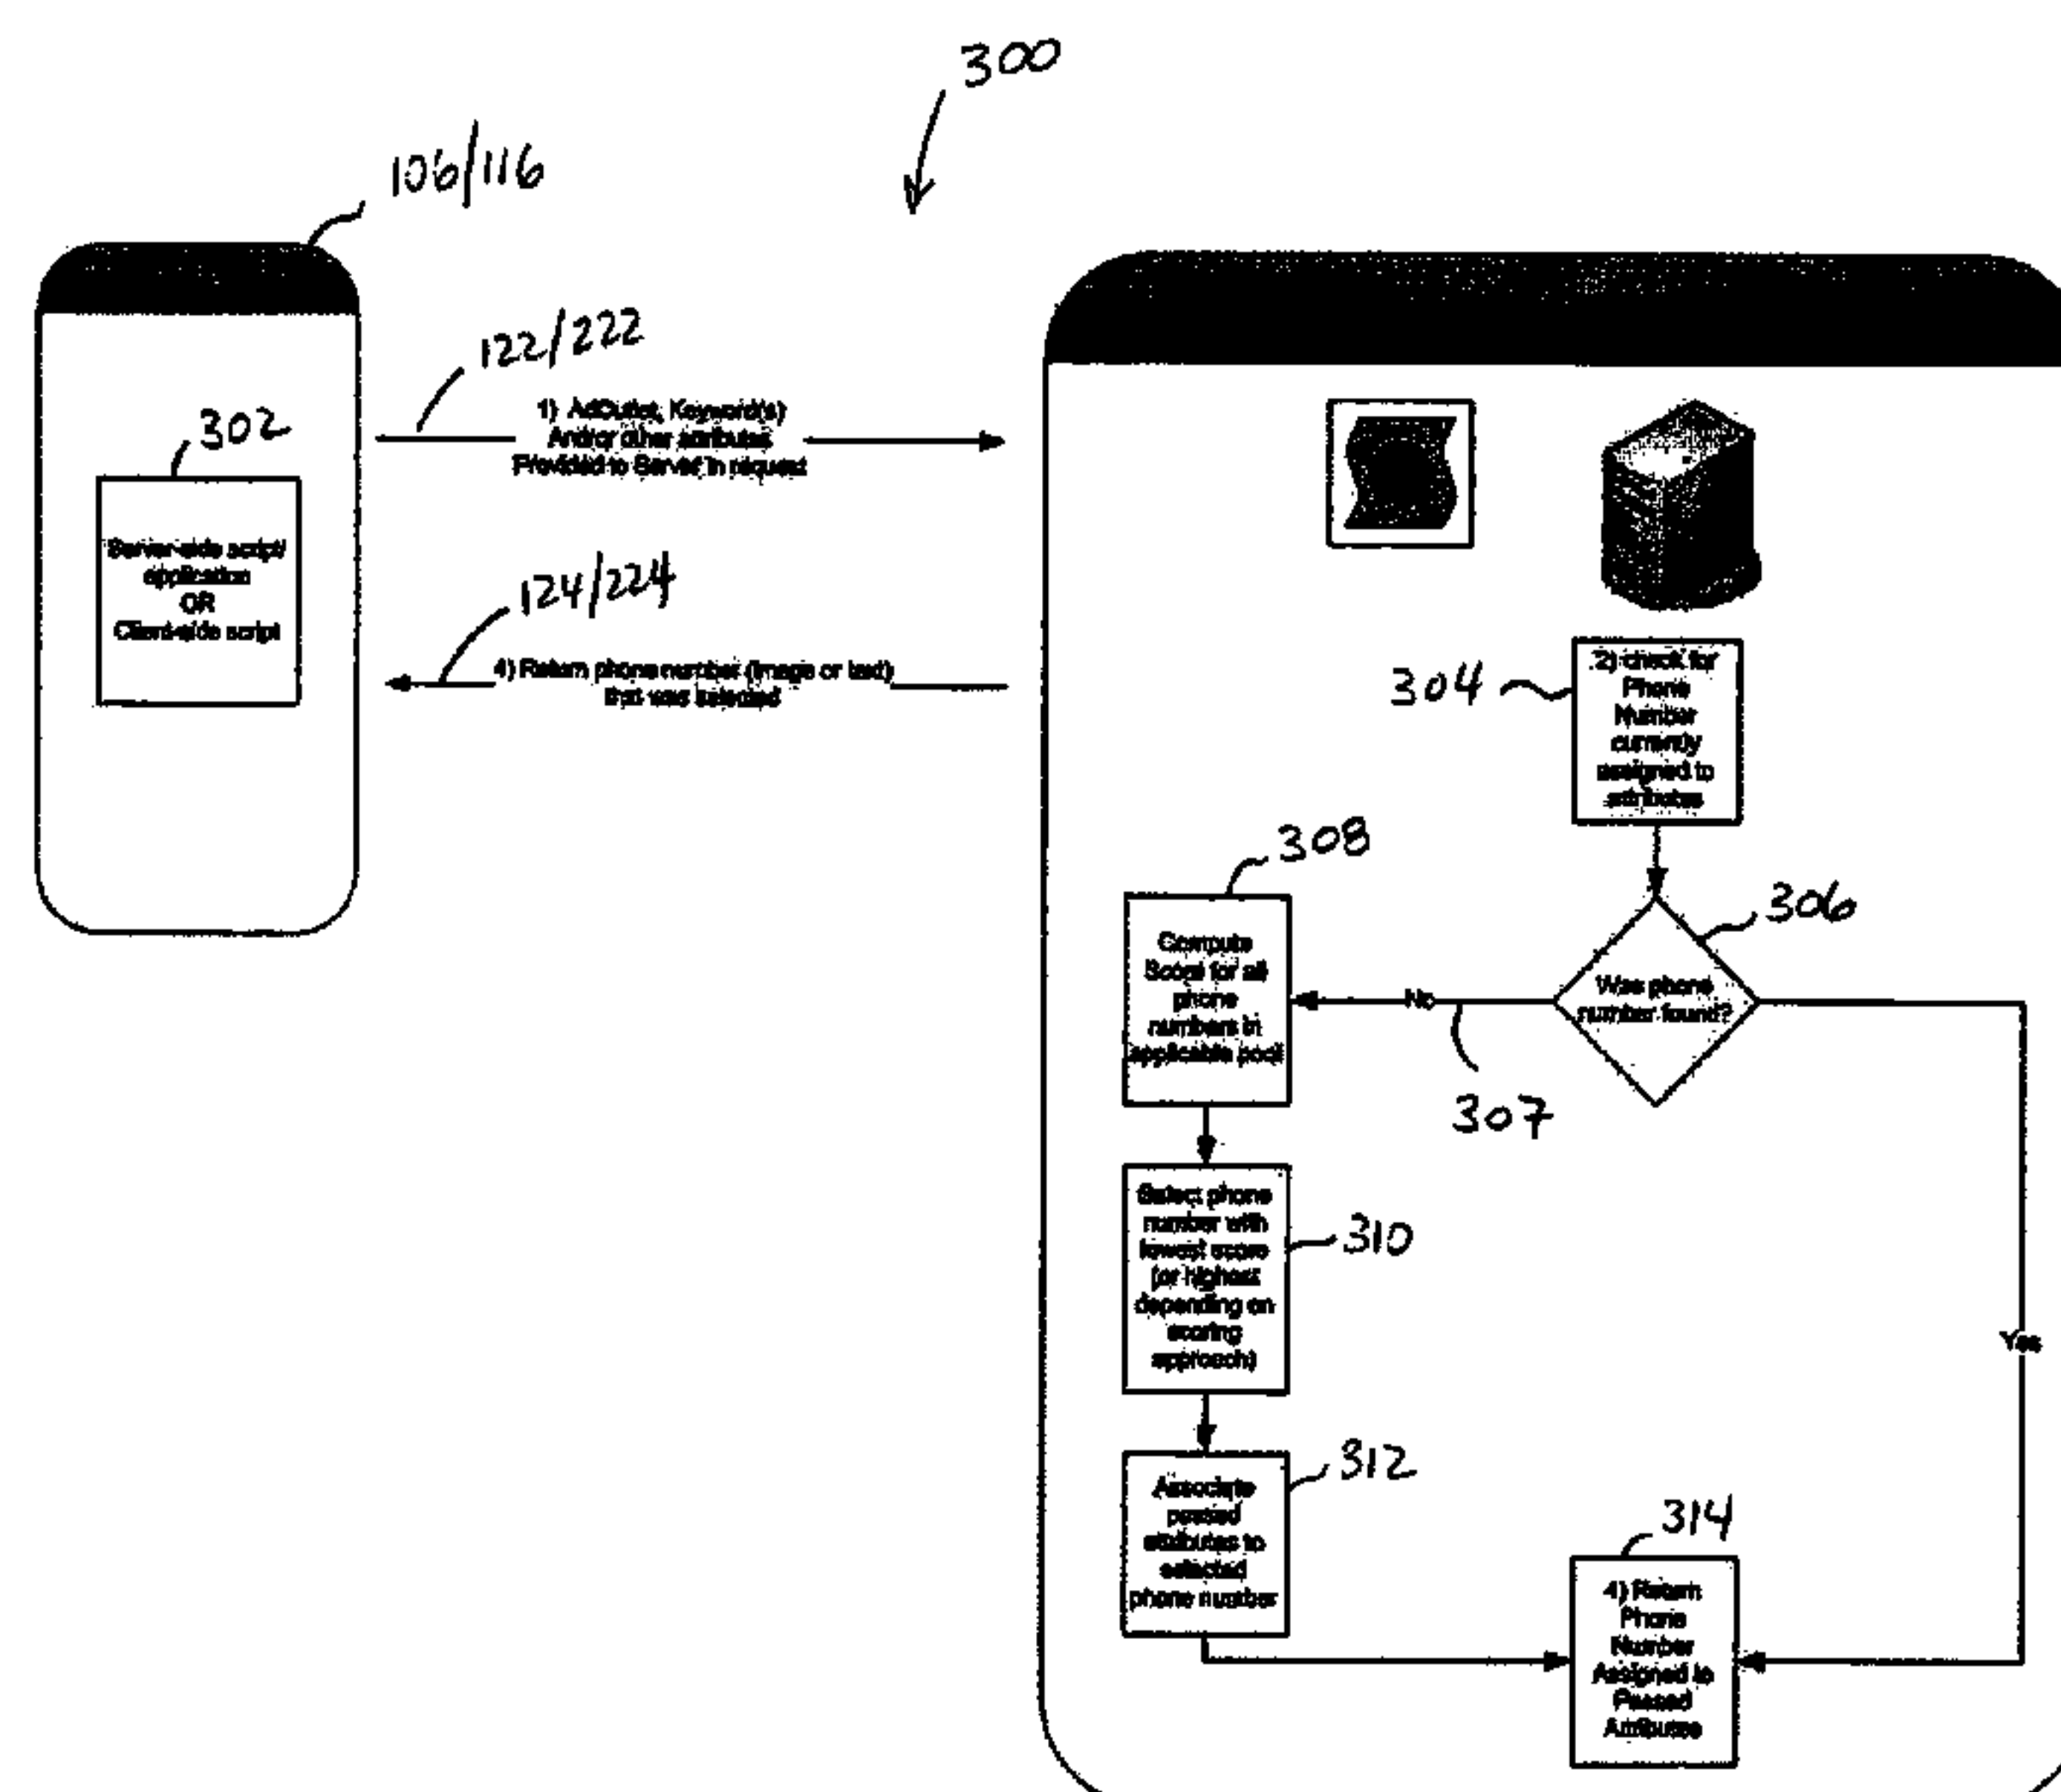 300
106/116
122/222
1) AdOutlet, Keyword(s)
And/or other attributes
Provided to Server in request
302
Server-side script/
application
OR
Client-side script
124/224
4) Return phone number (image or text)
that was selected
304
2) check for
Phone
Number
currently
assigned to
attributes
308
306
Compute
Score for all
phone
numbers in
applicable pool
No
Was phone
number found?
307
Select phone
number with
lowest score
(or highest
depending on
scoring
approach)
310
Yes
312
Associate
passed
attributes to
selected
phone number
314
4) Return
Phone
Number
Assigned to
Passed
Attributes